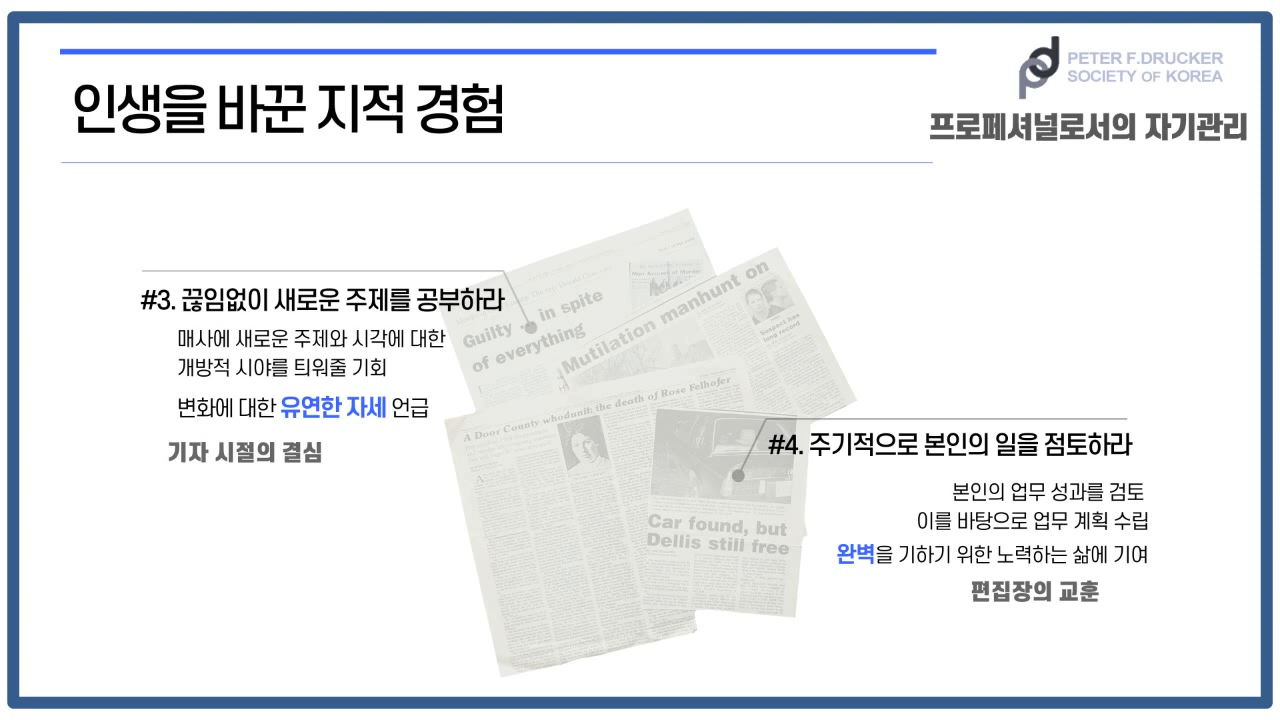 인생을 바꾼 지적 경험
PETER F.DRUCKER
SOCIETY OF KOREA
프로페셔널로서의 자기관리
#3. 끊임없이 새로운 주제를 공부하라
매사에 새로운 주제와 시각에 대한
개방적 시야를 틔워줄 기회
변화에 대한 유연한 자세 언급
기자 시절의 결심
Guilty in spite
of everything
Mutilation manhunt on
Suspect has
long record
A Door County whodunit: the death of Rose Felhofer
Car found, but
Dellis still free
#4. 주기적으로 본인의 일을 점토하라
본인의 업무 성과를 검토
이를 바탕으로 업무 계획 수립
완벽을 기하기 위한 노력하는 삶에 기여
편집장의 교훈